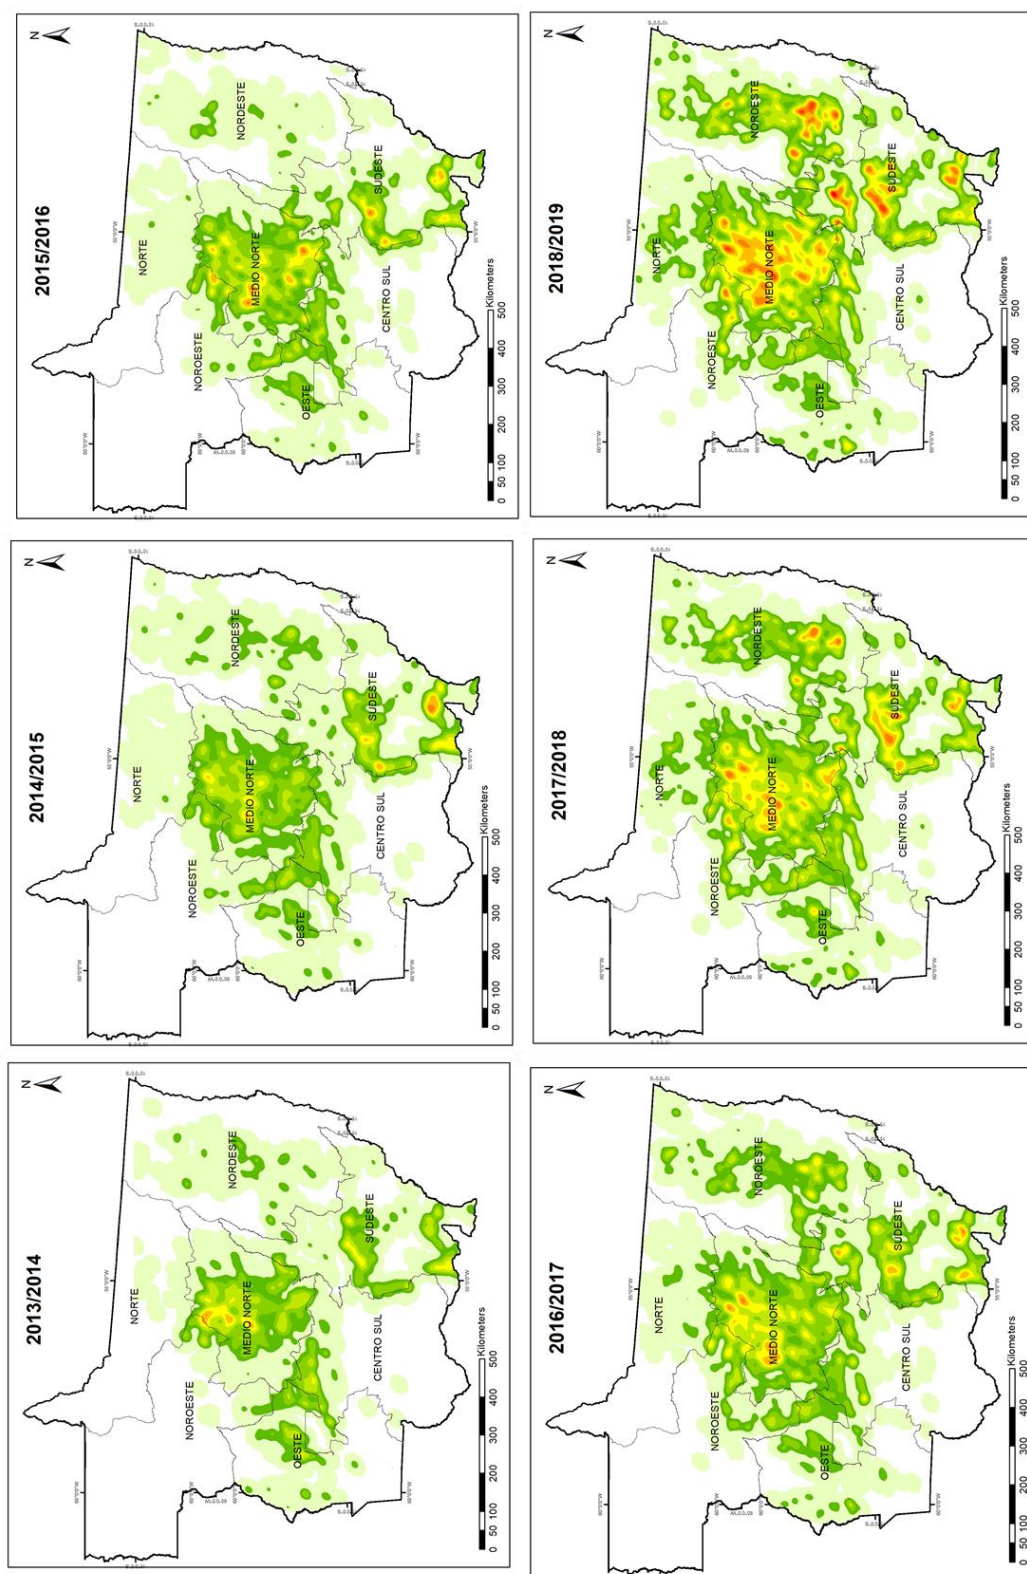 2013/2014
N
NORTE
NOROESTE
NORDESTE
MEDIO NORTE
OESTE
SUDESTE
CENTRO SUL
0 50 100 200 300 400 500
Kilometers
2014/2015
N
NORTE
NOROESTE
NORDESTE
MEDIO NORTE
OESTE
SUDESTE
CENTRO SUL
0 50 100 200 300 400 500
Kilometers
2015/2016
N
NORTE
NOROESTE
NORDESTE
MEDIO NORTE
OESTE
SUDESTE
CENTRO SUL
0 50 100 200 300 400 500
Kilometers
2016/2017
N
NORTE
NOROESTE
NORDESTE
MEDIO NORTE
OESTE
SUDESTE
CENTRO SUL
0 50 100 200 300 400 500
Kilometers
2017/2018
N
NORTE
NOROESTE
NORDESTE
MEDIO NORTE
OESTE
SUDESTE
CENTRO SUL
0 50 100 200 300 400 500
Kilometers
2018/2019
N
NORTE
NOROESTE
NORDESTE
MEDIO NORTE
OESTE
SUDESTE
CENTRO SUL
0 50 100 200 300 400 500
Kilometers